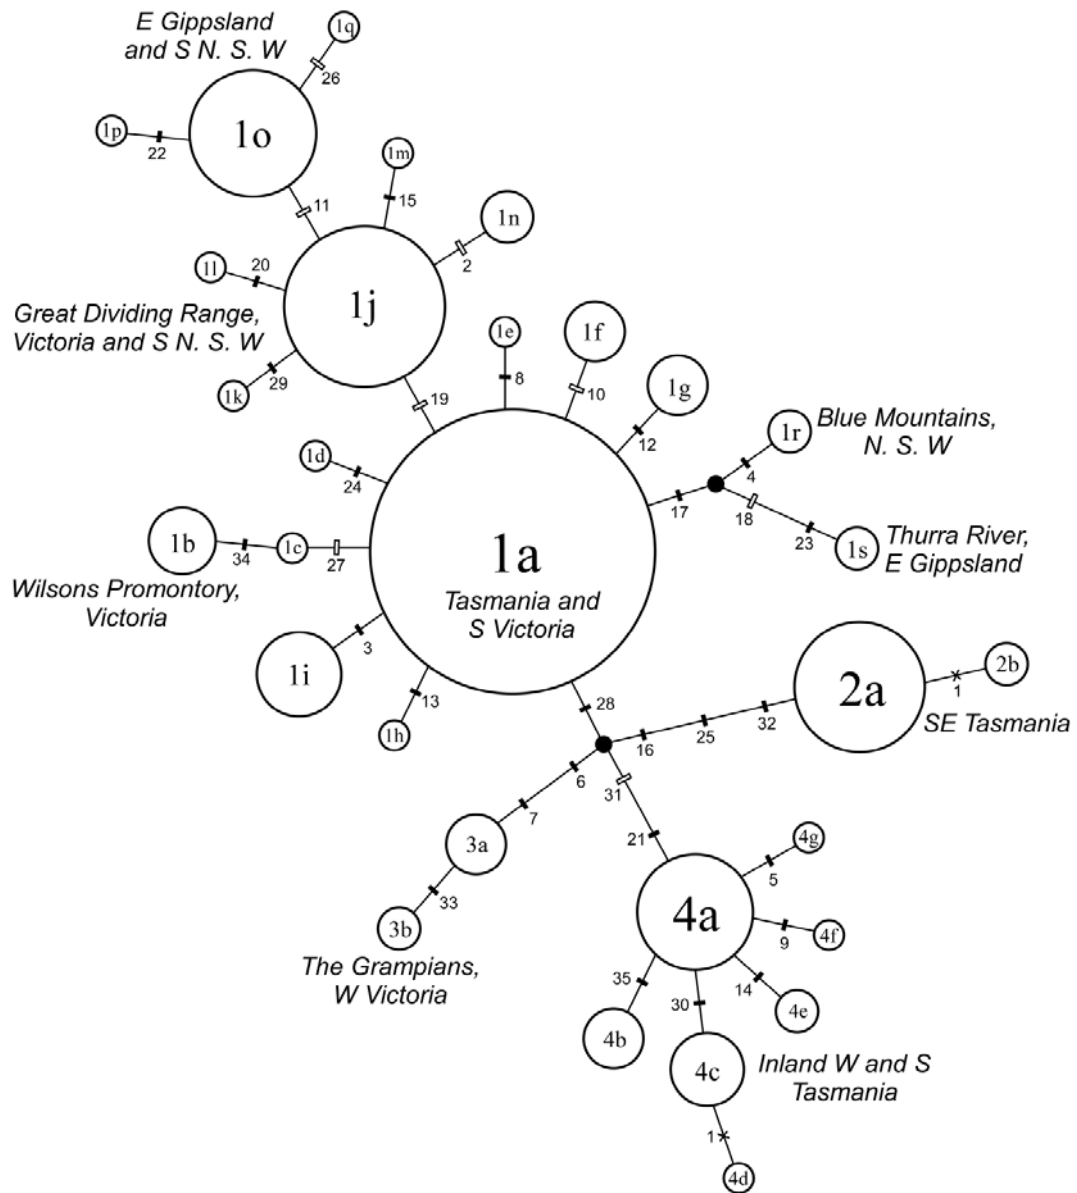 E Gippsland
and S N. S. W
1q
26
1p
22
1o
1m
15
11
1n
2
1l
20
1j
Great Dividing Range,
Victoria and S N. S. W
29
1k
19
1e
8
1f
10
1g
12
1r
Blue Mountains,
N. S. W
4
17
18
23
1s
Thurra River,
E Gippsland
1d
24
1b
34
1c
27
Wilsons Promontory,
Victoria
1a
Tasmania and
S Victoria
1i
3
13
1h
28
16
25
32
2a
1
2b
SE Tasmania
6
7
31
21
3a
33
3b
The Grampians,
W Victoria
4a
4g
5
9
4f
14
4e
35
4b
30
4c
Inland W and S
Tasmania
1
4d